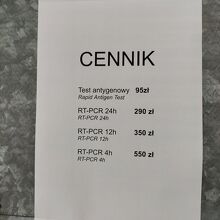 CENNIK
Test antygenowy 95zł
Rapid Antigen Test
RT-PCR 24h 290 zł
RT-PCR 24h
RT-PCR 12h 350 zł
RT-PCR 12h
RT-PCR 4h 550 zł
RT-PCR 4h